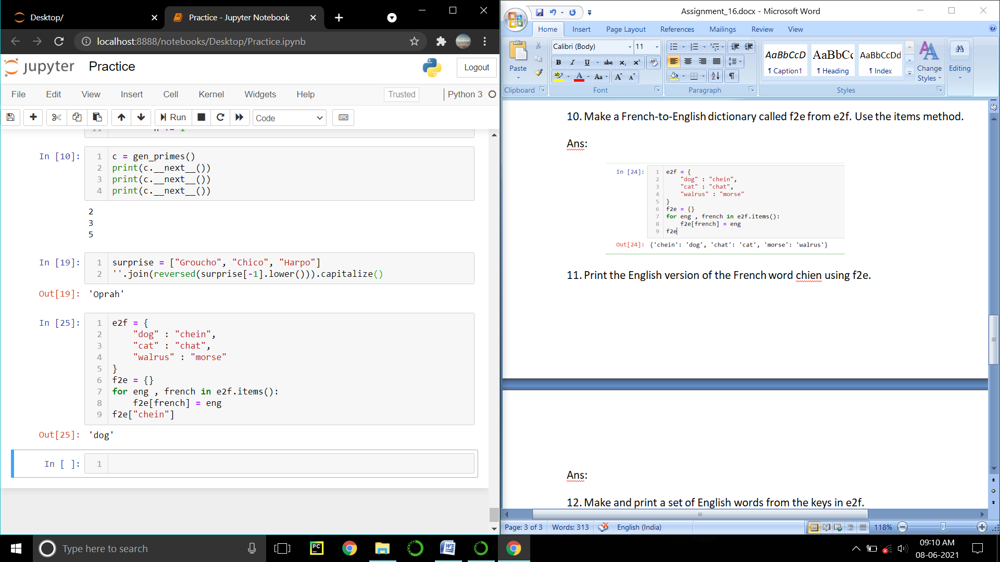 Desktop/
Practice - Jupyter Notebook
localhost:8888/notebooks/Desktop/Practice.ipynb
jupyter Practice
Logout
File Edit View Insert Cell Kernel Widgets Help
Trusted
Python 3
Run
Code
In [10]:
1 c = gen_primes()
2 print(c.__next__())
3 print(c.__next__())
4 print(c.__next__())
2
3
5
In [19]:
1 surprise = ["Groucho", "Chico", "Harpo"]
2 ''.join(reversed(surprise[-1].lower())).capitalize()
Out[19]: 'Oprah'
In [25]:
1 e2f = {
2 "dog" : "chein",
3 "cat" : "chat",
4 "walrus" : "morse"
5 }
6 f2e = {}
7 for eng , french in e2f.items():
8 f2e[french] = eng
9 f2e["chein"]
Out[25]: 'dog'
In [ ]: 1
Assignment_16.docx - Microsoft Word
Home Insert Page Layout References Mailings Review View
Paste
Clipboard
Calibri (Body) 11
B I U abc x₂ x²
ab A Aa A A
Font
Paragraph
AaBbCcD AaBbCc AaBbCcDd
¶ Caption1 ¶ Heading ¶ Index
Change Styles
Styles
Editing
10. Make a French-to-English dictionary called f2e from e2f. Use the items method.
Ans:
In [24]:
1 e2f = {
2 "dog" : "chein",
3 "cat" : "chat",
4 "walrus" : "morse"
5 }
6 f2e = {}
7 for eng , french in e2f.items():
8 f2e[french] = eng
9 f2e
Out[24]: {'chein': 'dog', 'chat': 'cat', 'morse': 'walrus'}
11. Print the English version of the French word chien using f2e.
Ans:
12. Make and print a set of English words from the keys in e2f.
Page: 3 of 3 Words: 313 English (India) 118%
Type here to search
PC
W
09:10 AM
08-06-2021